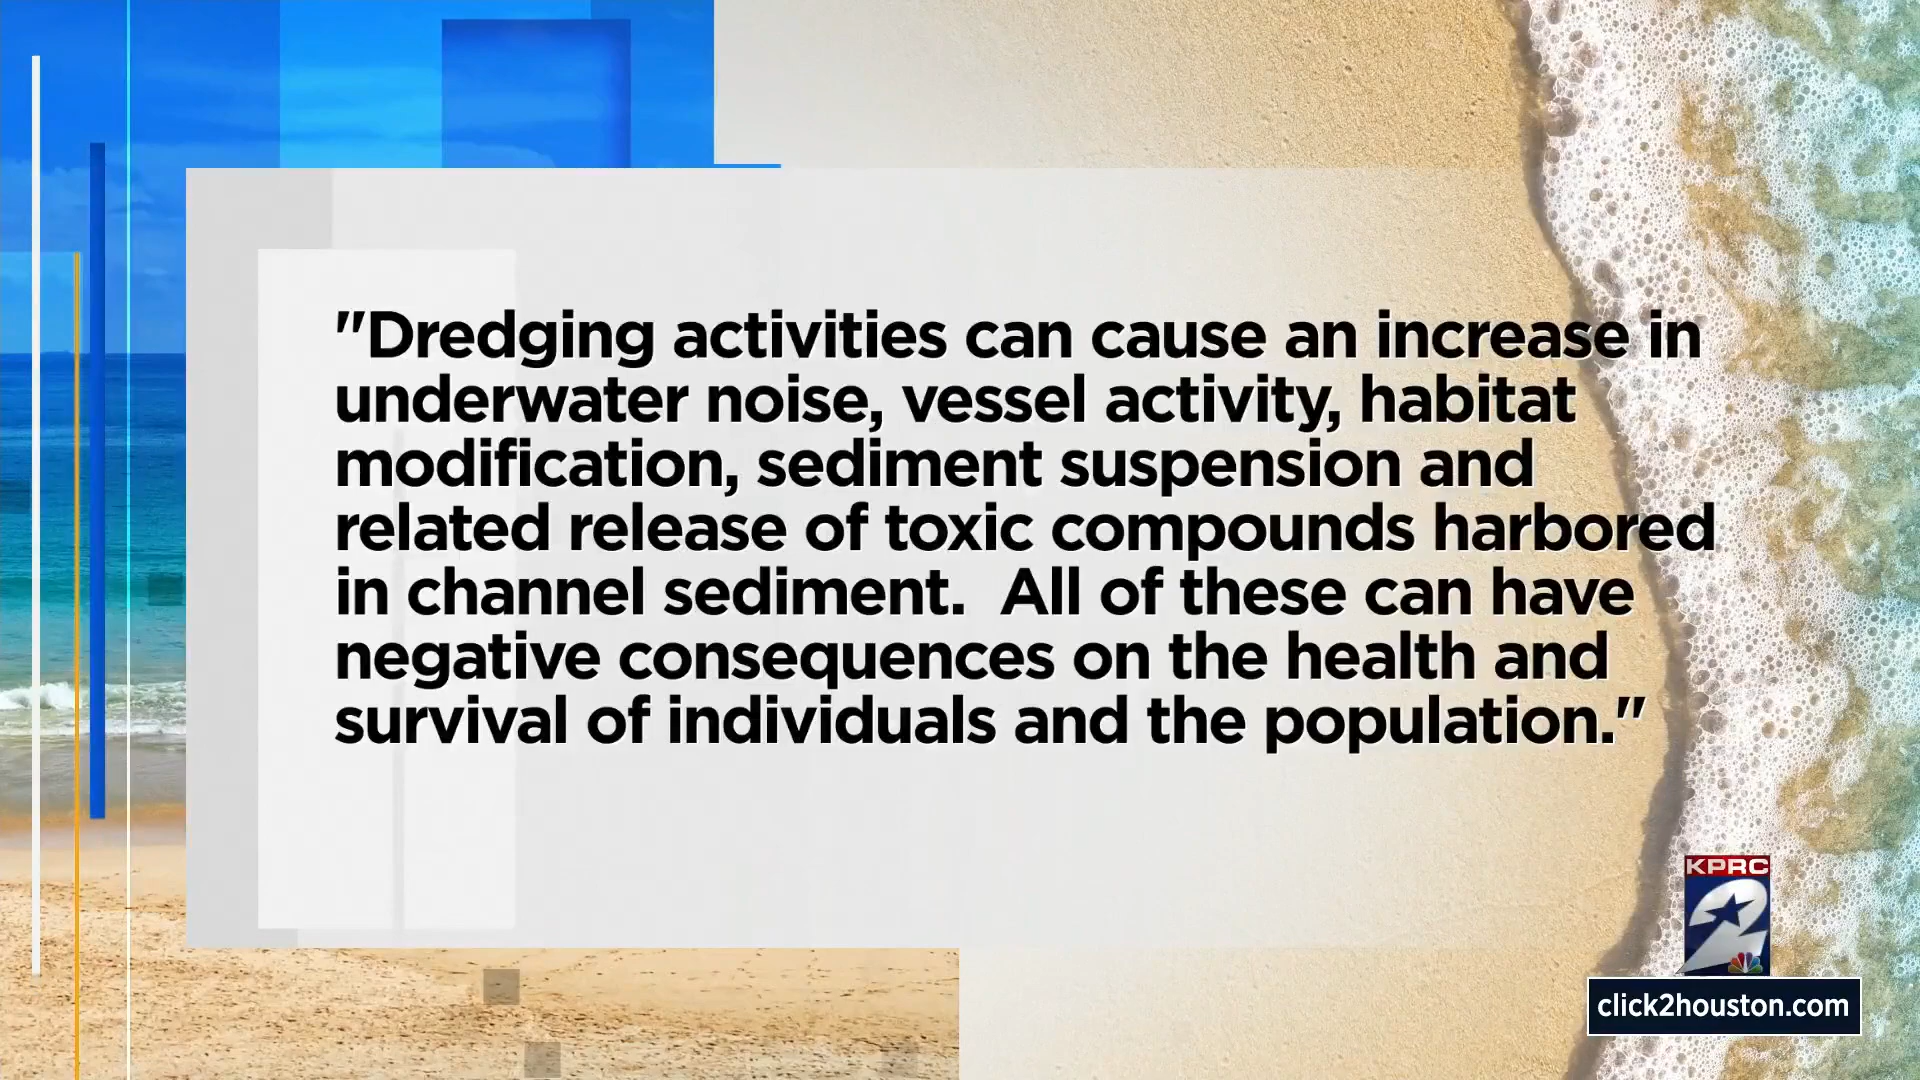 "Dredging activities can cause an increase in
underwater noise, vessel activity, habitat
modification, sediment suspension and
related release of toxic compounds harbored
in channel sediment.  All of these can have
negative consequences on the health and
survival of individuals and the population."
KPRC
2
click2houston.com